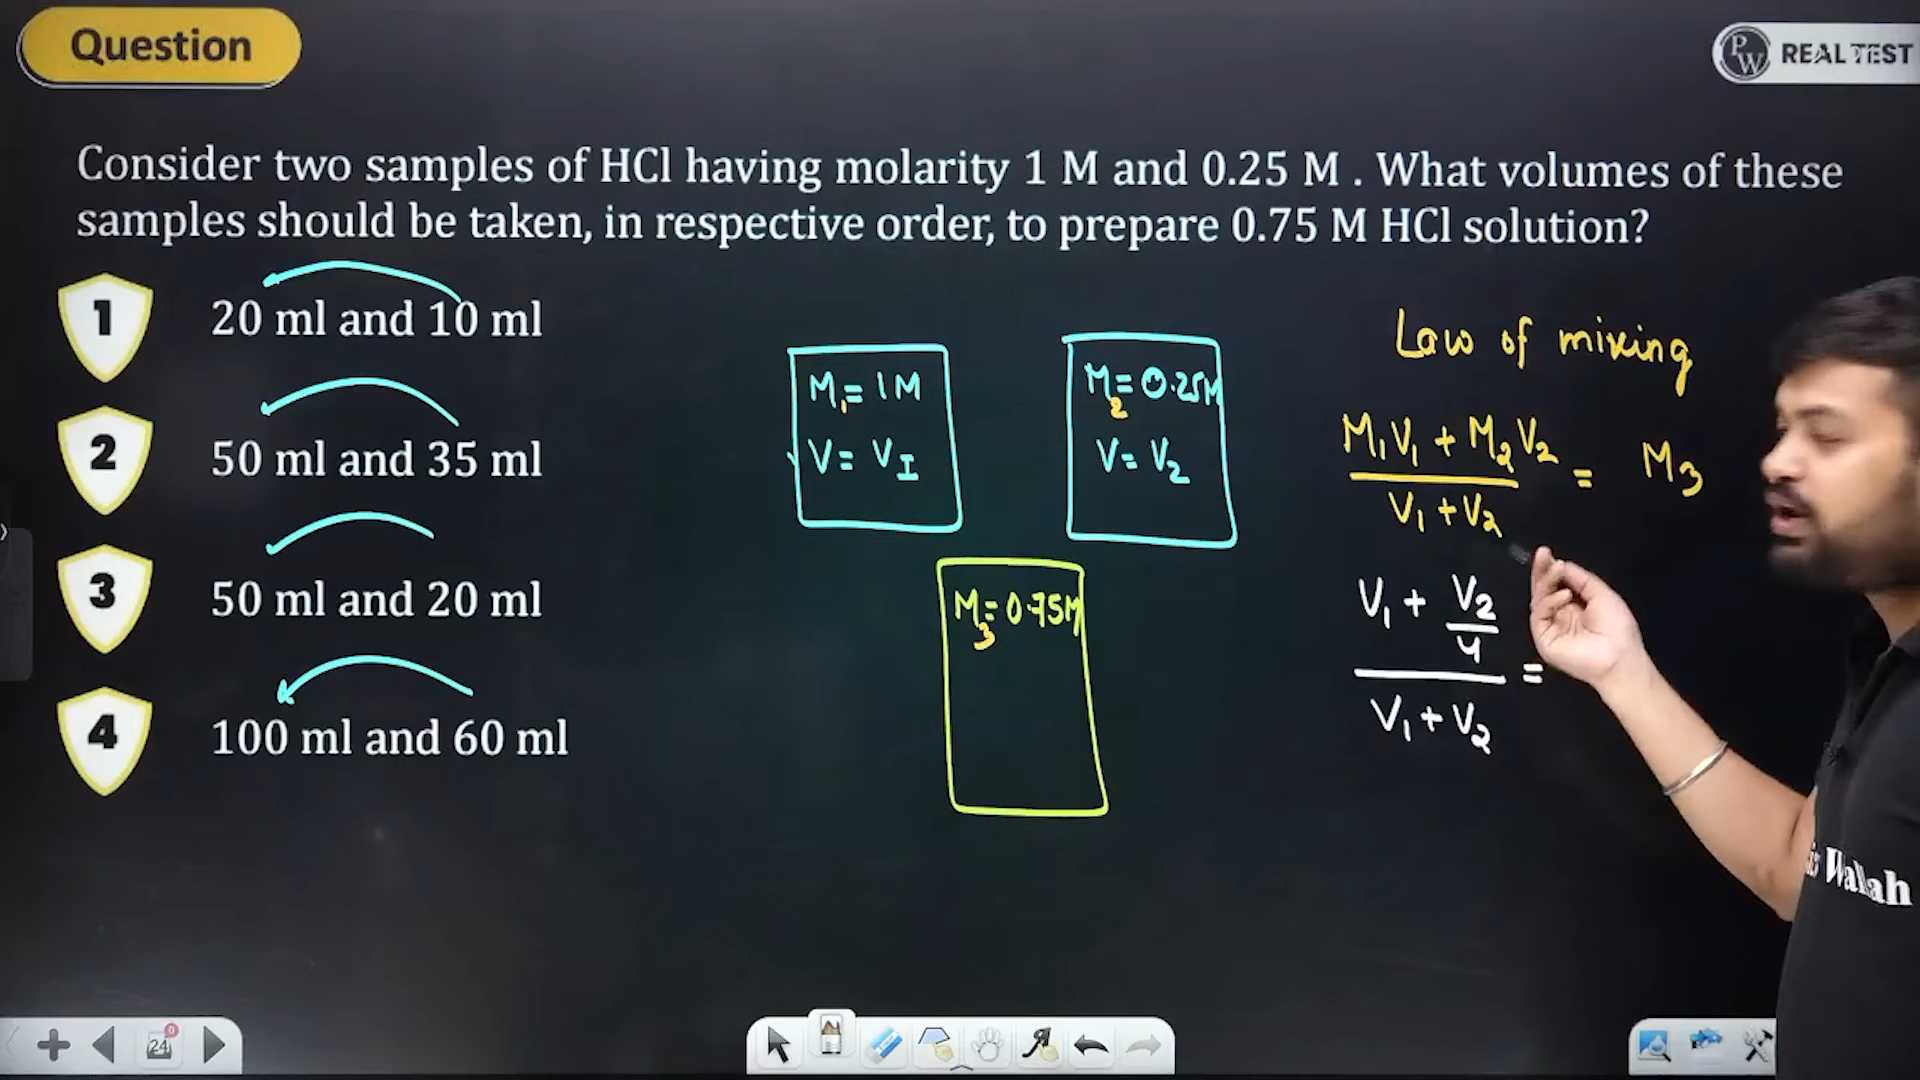 Question
PW REAL TEST
Consider two samples of HCl having molarity 1 M and 0.25 M . What volumes of these
samples should be taken, in respective order, to prepare 0.75 M HCl solution?
1 20 ml and 10 ml
2 50 ml and 35 ml
3 50 ml and 20 ml
4 100 ml and 60 ml
M₁ = 1M
V = V_I
M₂ = 0.25M
V = V₂
M₃ = 0.75M
Law of mixing
M₁V₁ + M₂V₂ / V₁ + V₂ = M₃
V₁ + V₂/4 / V₁ + V₂ =
Wallah
24
0